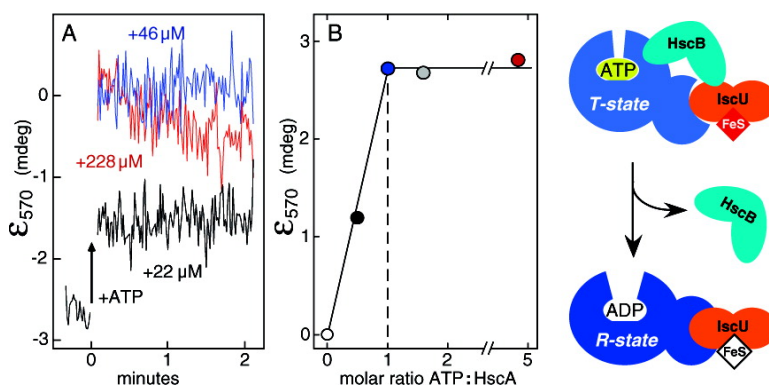 A
+46 µM
+228 µM
+22 µM
+ATP
ε570 (mdeg)
0
-1
-2
-3
0
1
2
minutes
B
ε570 (mdeg)
3
2
1
0
0
1
5
molar ratio ATP:HscA
HscB
ATP
T-state
IscU
FeS
HscB
ADP
R-state
IscU
FeS